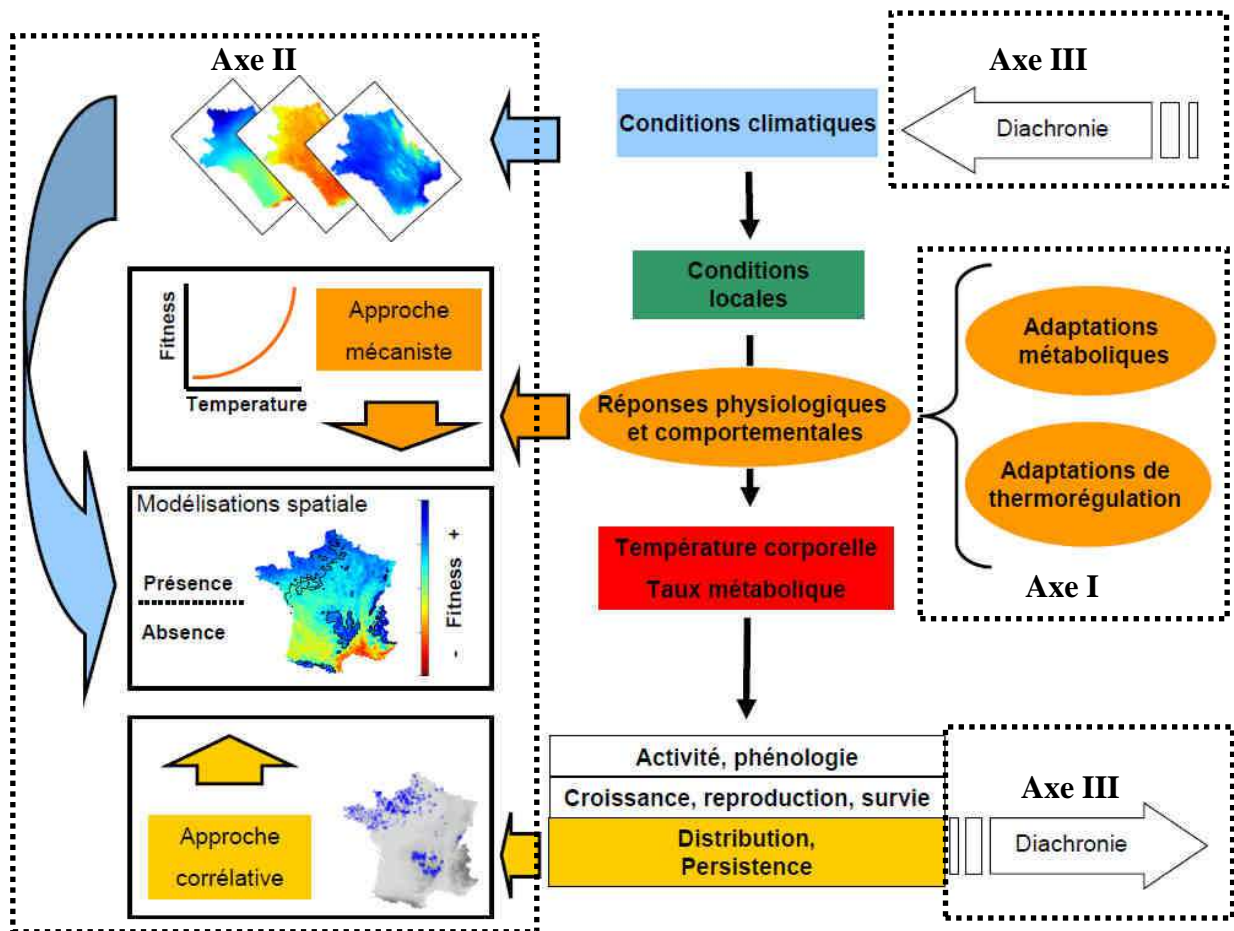 Axe II
Axe III
Conditions climatiques
Diachronie
Conditions
locales
Fitness
Temperature
Approche
mécaniste
Réponses physiologiques
et comportementales
Adaptations
métaboliques
Adaptations de
thermorégulation
Axe I
Modélisations spatiale
Présence
Absence
- Fitness +
Température corporelle
Taux métabolique
Activité, phénologie
Croissance, reproduction, survie
Distribution,
Persistence
Approche
corrélative
Axe III
Diachronie